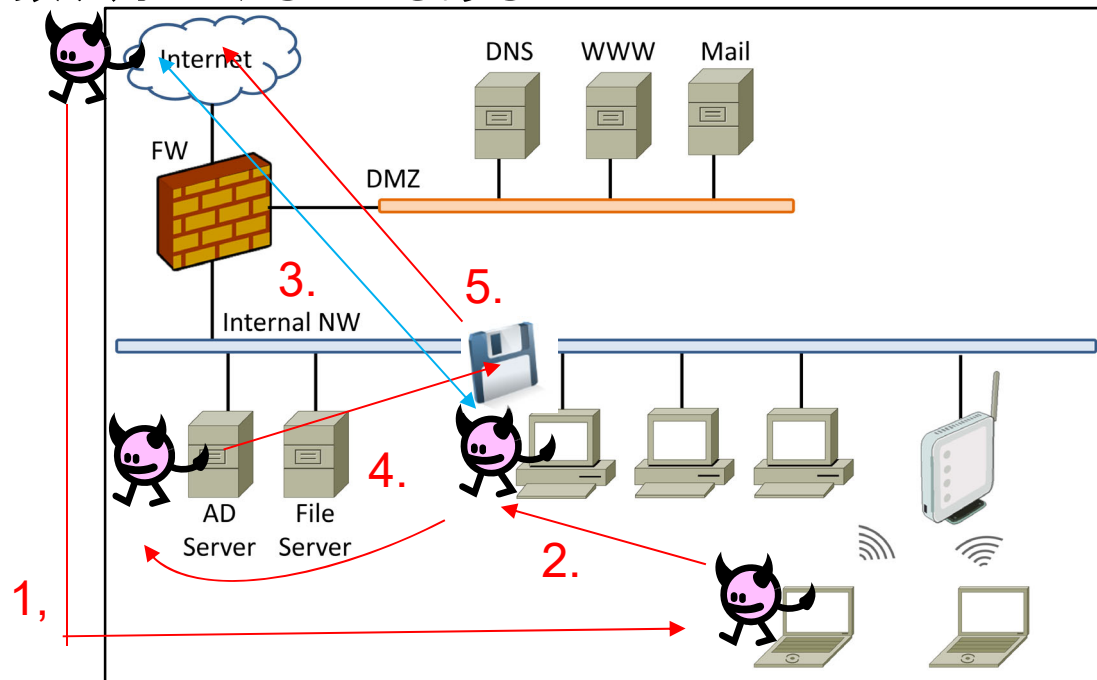 Internet
DNS
WWW
Mail
FW
DMZ
3.
5.
Internal NW
4.
AD
Server
File
Server
2.
1,